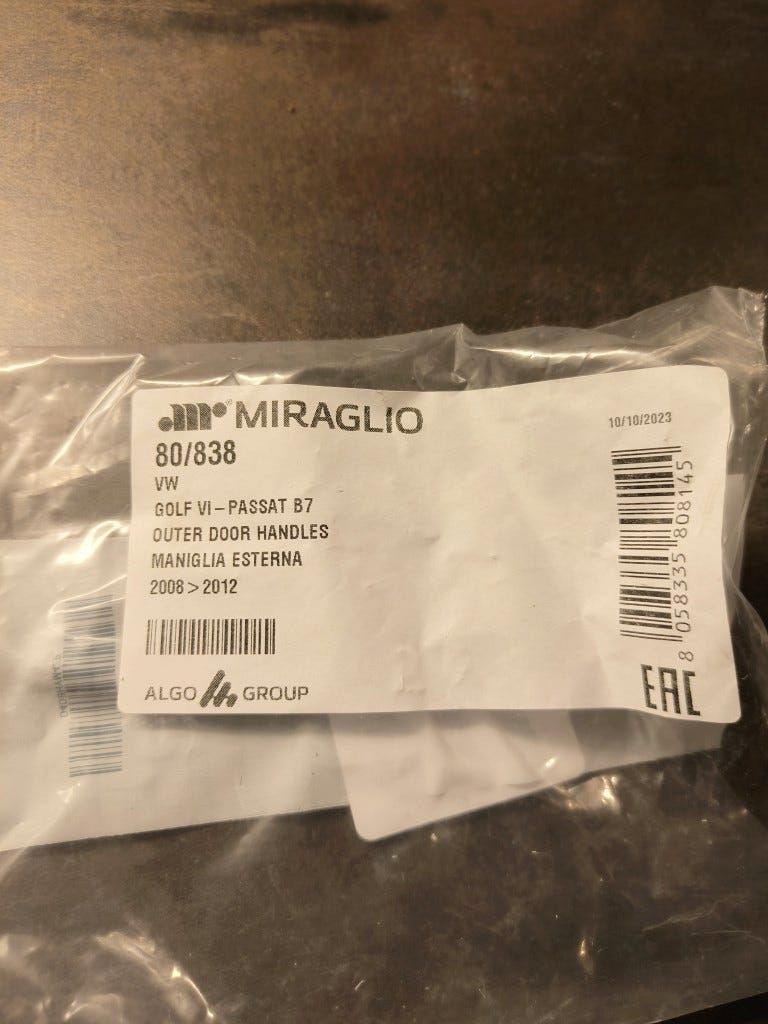 MIRAGLIO
10/10/2023
80/838
VW
GOLF VI – PASSAT B7
OUTER DOOR HANDLES
MANIGLIA ESTERNA
2008 > 2012
8 058335 808145
ALGO GROUP
EAC